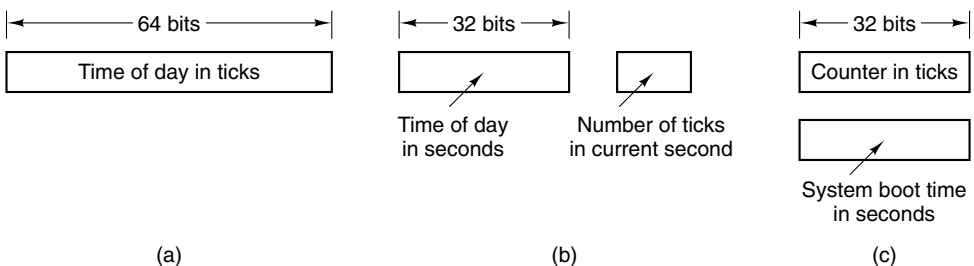 64 bits
Time of day in ticks
(a)
32 bits
Time of day
in seconds
Number of ticks
in current second
(b)
32 bits
Counter in ticks
System boot time
in seconds
(c)